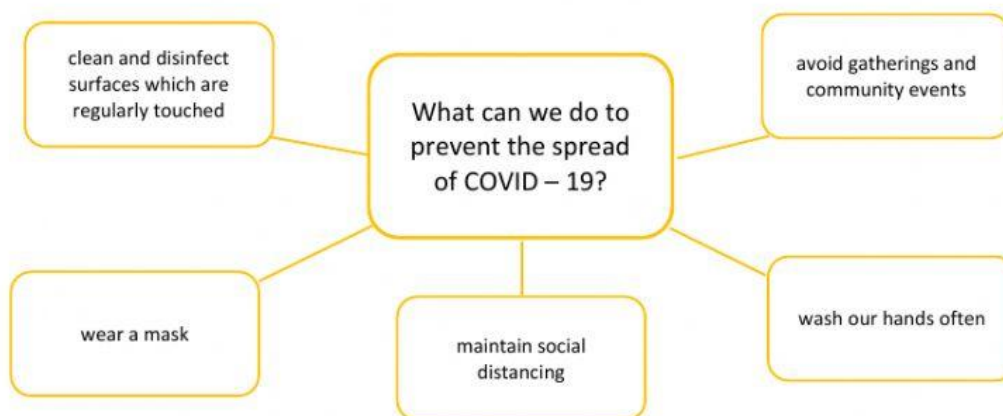 clean and disinfect
surfaces which are
regularly touched
What can we do to
prevent the spread
of COVID – 19?
avoid gatherings and
community events
wear a mask
maintain social
distancing
wash our hands often